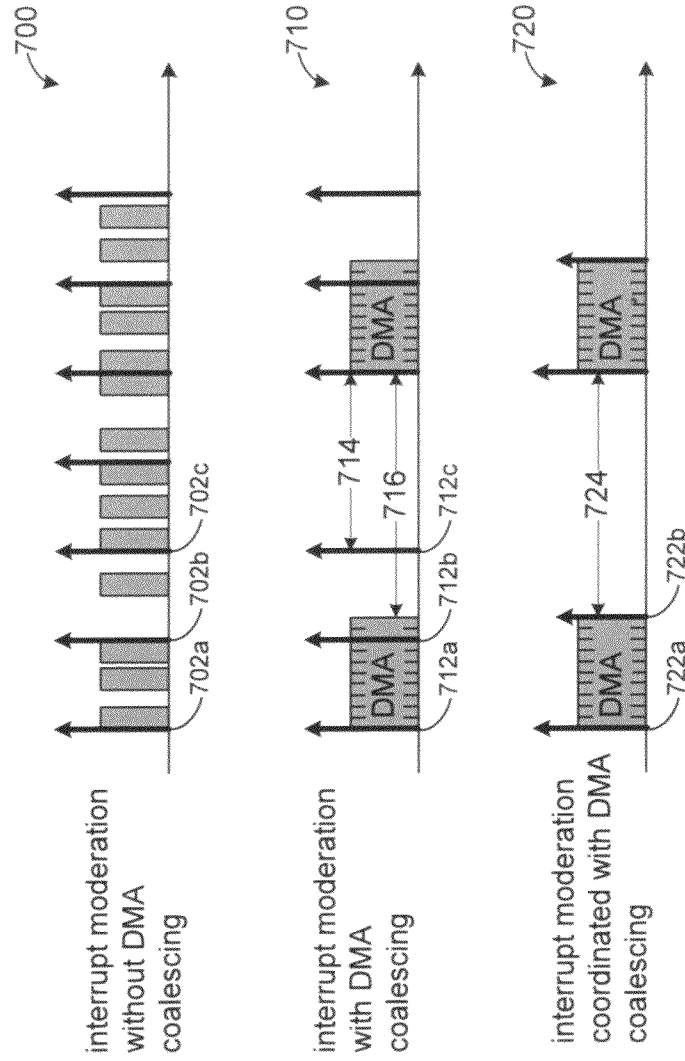 interrupt moderation
without DMA
coalescing
700
702a
702b
702c
interrupt moderation
with DMA
coalescing
710
DMA
DMA
714
716
712a
712b
712c
interrupt moderation
coordinated with DMA
coalescing
720
DMA
DMA
724
722a
722b